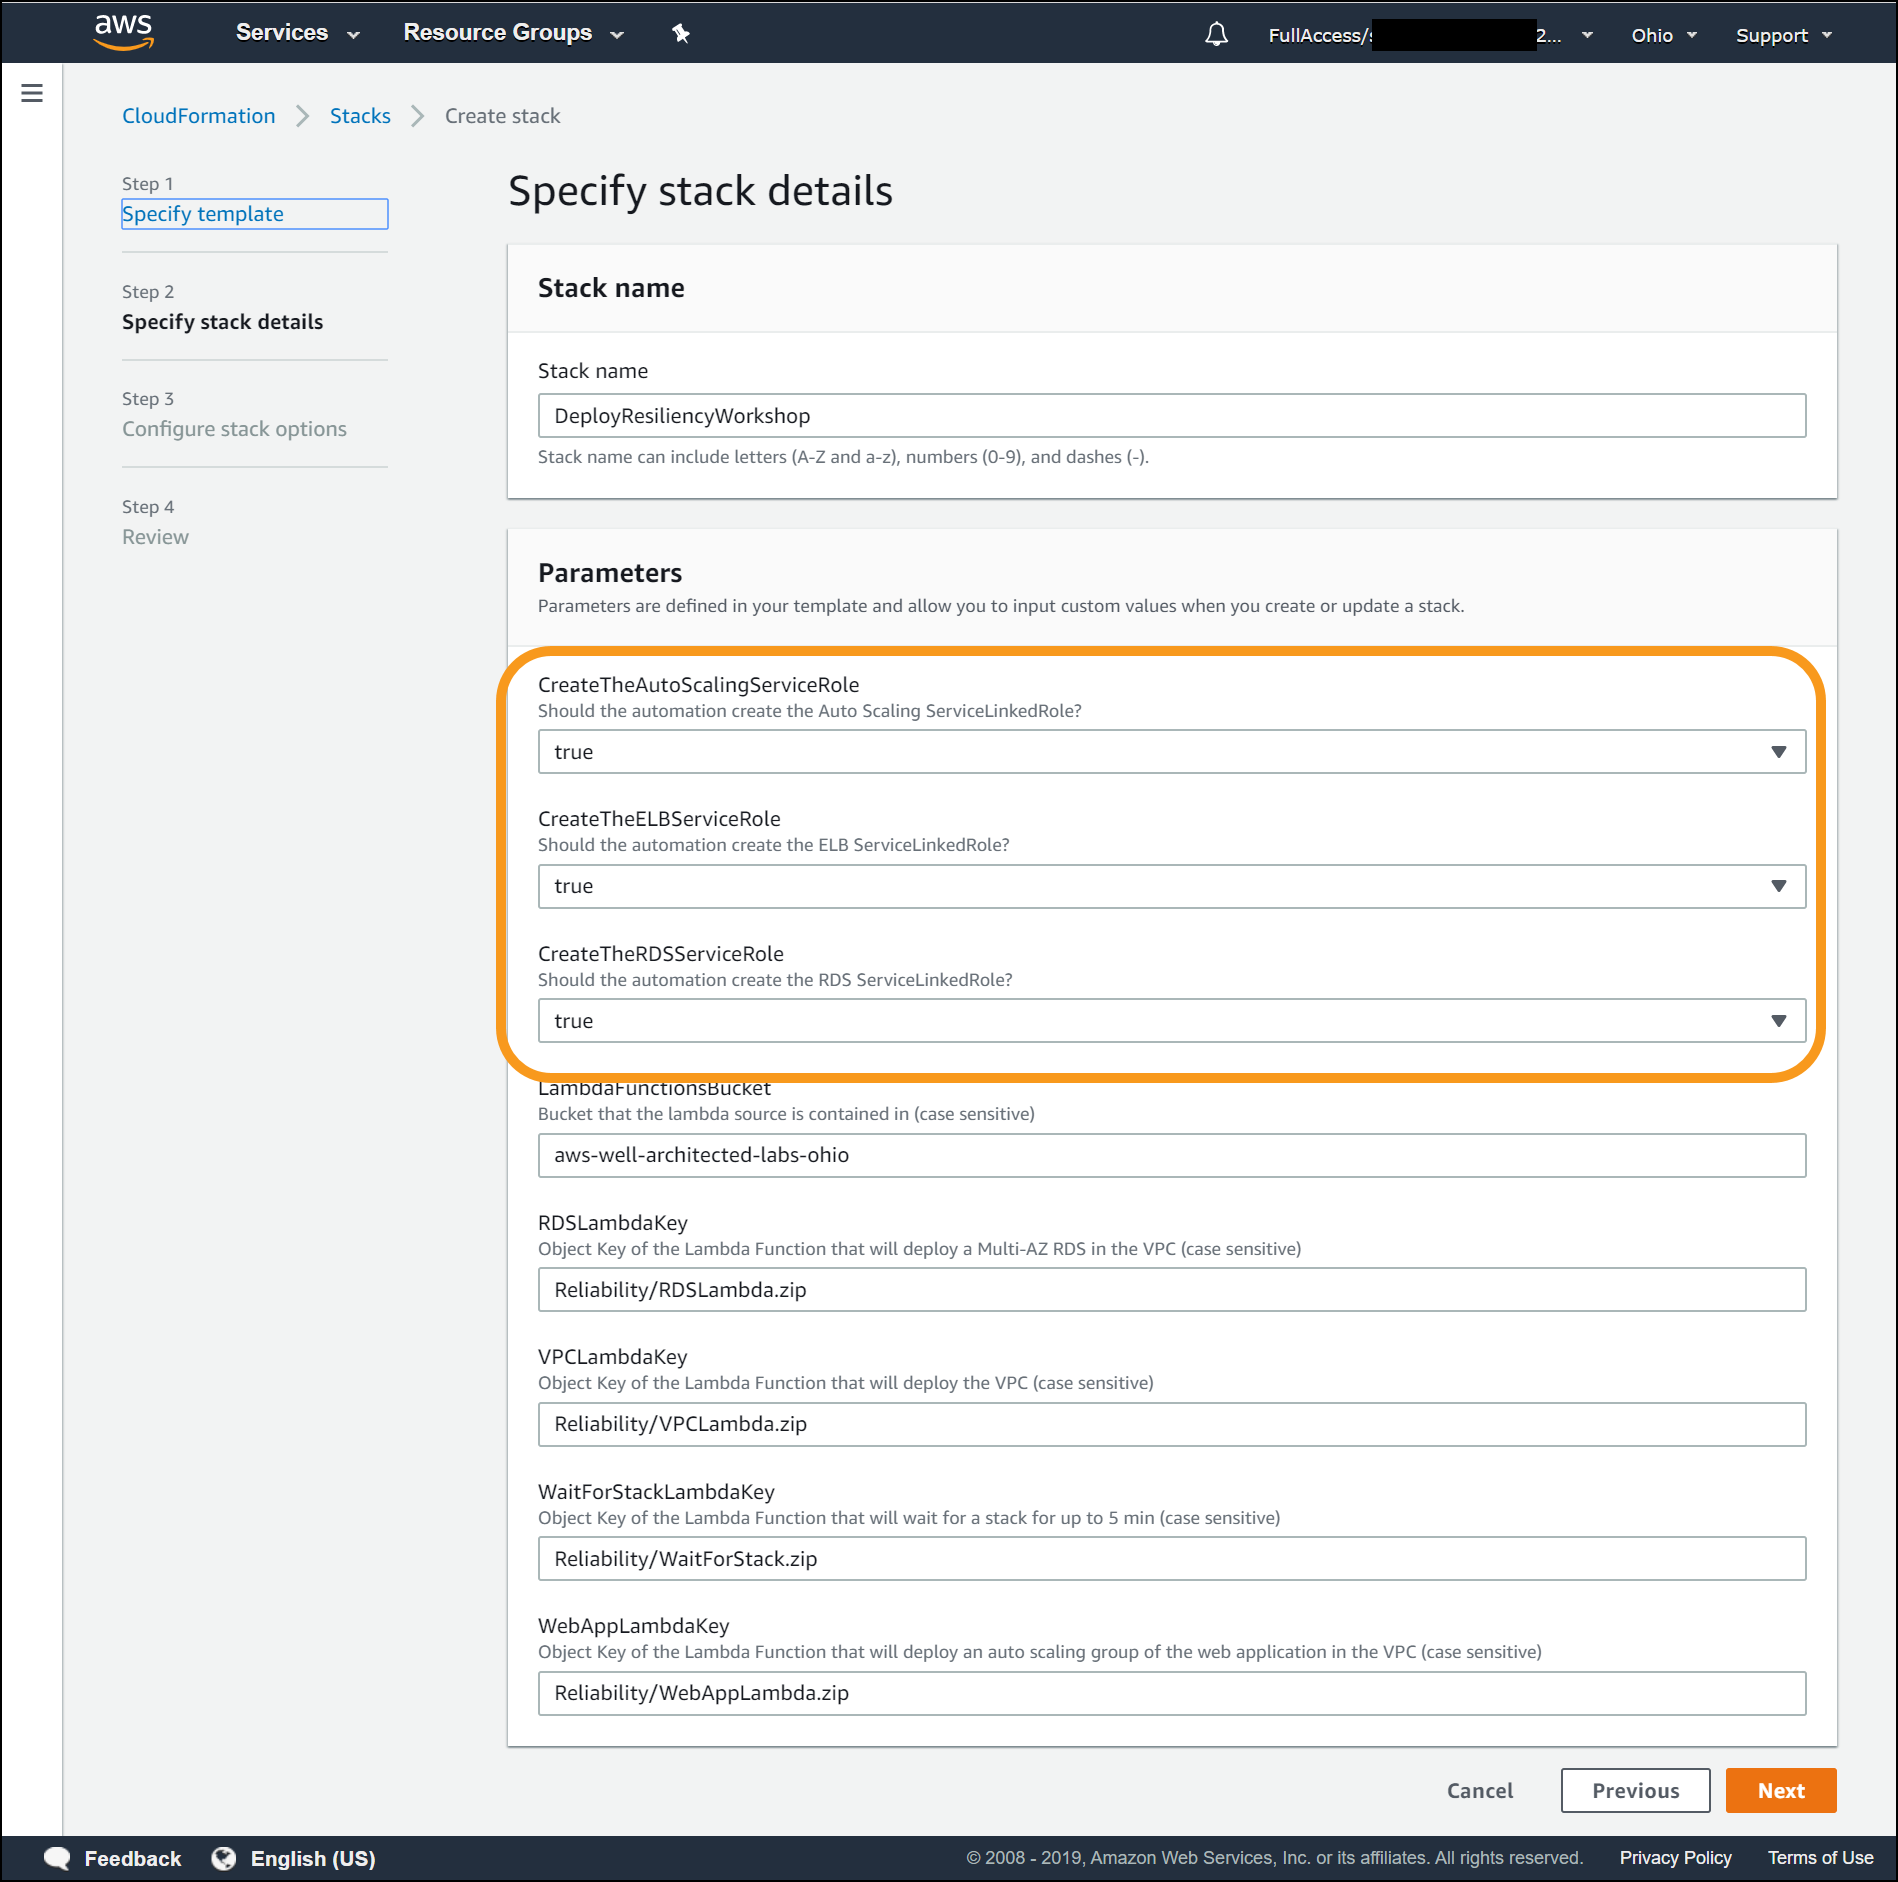 aws
Services
Resource Groups
FullAccess/s
2...
Ohio
Support
CloudFormation
Stacks
Create stack
Step 1
Specify template
Step 2
Specify stack details
Step 3
Configure stack options
Step 4
Review
Specify stack details
Stack name
Stack name
DeployResiliencyWorkshop
Stack name can include letters (A-Z and a-z), numbers (0-9), and dashes (-).
Parameters
Parameters are defined in your template and allow you to input custom values when you create or update a stack.
CreateTheAutoScalingServiceRole
Should the automation create the Auto Scaling ServiceLinkedRole?
true
CreateTheELBServiceRole
Should the automation create the ELB ServiceLinkedRole?
true
CreateTheRDSServiceRole
Should the automation create the RDS ServiceLinkedRole?
true
LambdaFunctionsBucket
Bucket that the lambda source is contained in (case sensitive)
aws-well-architected-labs-ohio
RDSLambdaKey
Object Key of the Lambda Function that will deploy a Multi-AZ RDS in the VPC (case sensitive)
Reliability/RDSLambda.zip
VPCLambdaKey
Object Key of the Lambda Function that will deploy the VPC (case sensitive)
Reliability/VPCLambda.zip
WaitForStackLambdaKey
Object Key of the Lambda Function that will wait for a stack for up to 5 min (case sensitive)
Reliability/WaitForStack.zip
WebAppLambdaKey
Object Key of the Lambda Function that will deploy an auto scaling group of the web application in the VPC (case sensitive)
Reliability/WebAppLambda.zip
Cancel
Previous
Next
Feedback
English (US)
© 2008 - 2019, Amazon Web Services, Inc. or its affiliates. All rights reserved.
Privacy Policy
Terms of Use